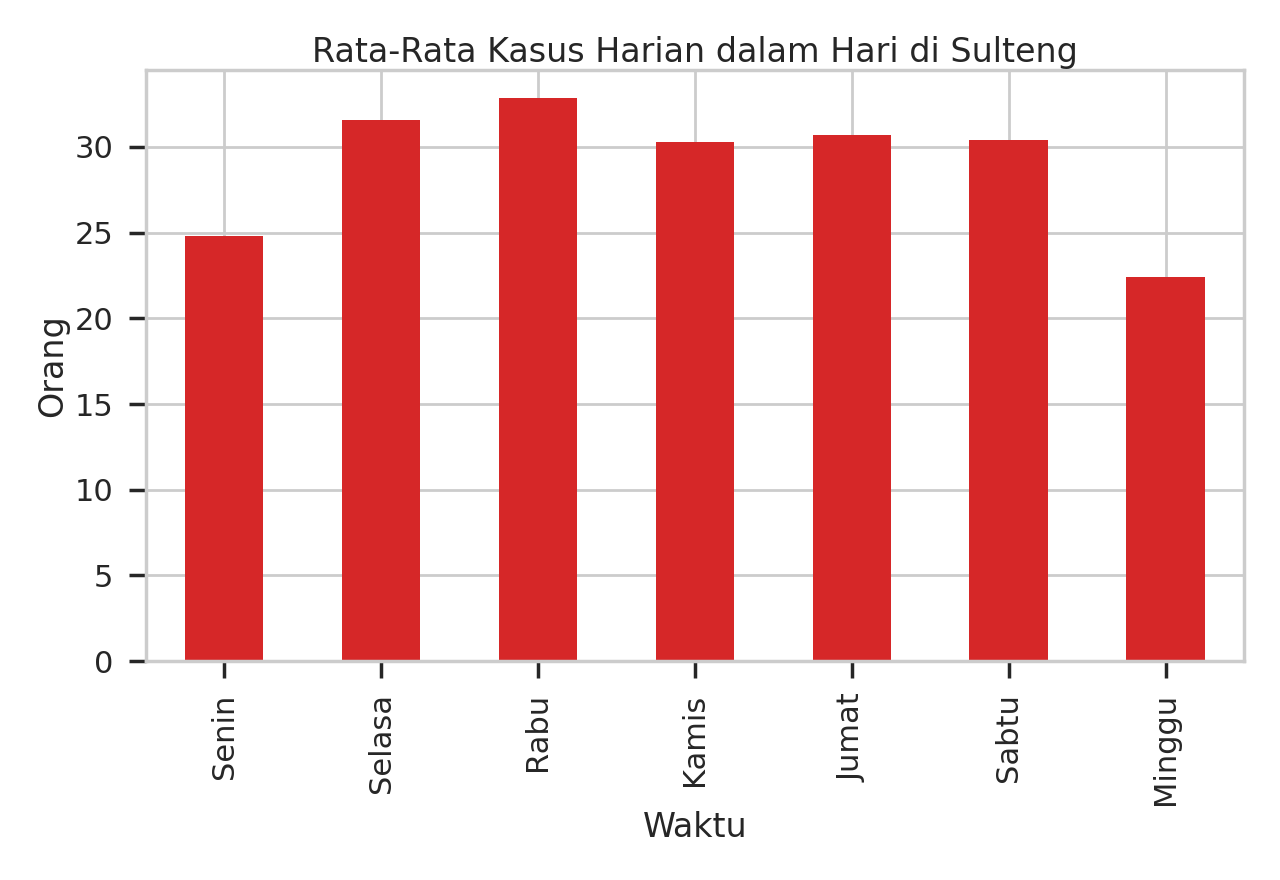 Rata-Rata Kasus Harian dalam Hari di Sulteng
Orang
30
25
20
15
10
5
0
Senin
Selasa
Rabu
Kamis
Jumat
Sabtu
Minggu
Waktu